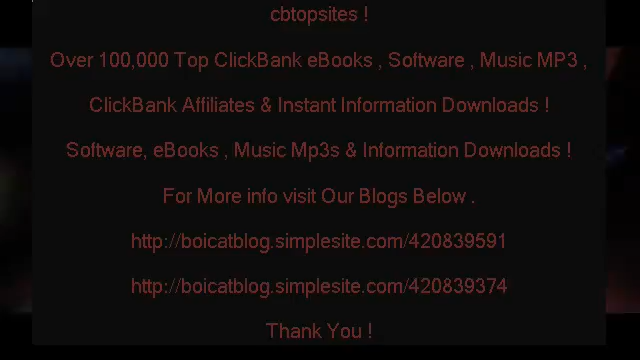 cbtopsites !
Over 100,000 Top ClickBank eBooks , Software , Music MP3 ,
ClickBank Affiliates & Instant Information Downloads !
Software, eBooks , Music Mp3s & Information Downloads !
For More info visit Our Blogs Below .
http://boicatblog.simplesite.com/420839591
http://boicatblog.simplesite.com/420839374
Thank You !